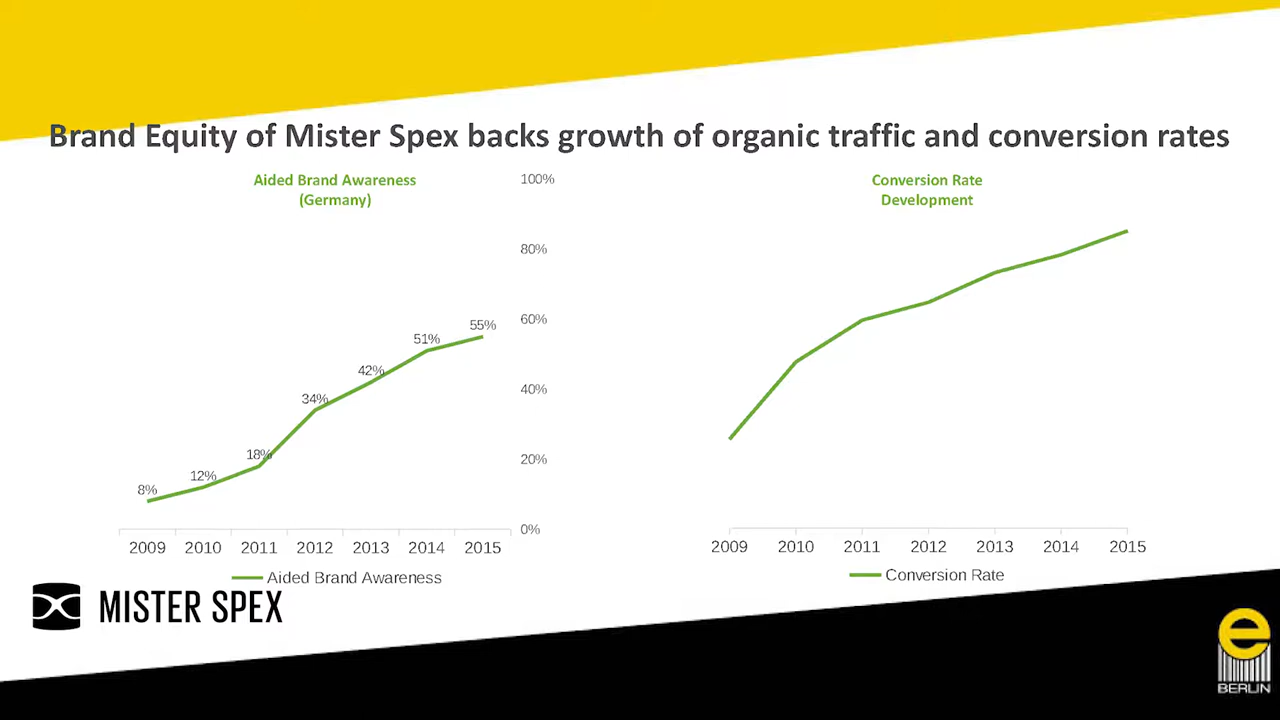 Brand Equity of Mister Spex backs growth of organic traffic and conversion rates
Aided Brand Awareness
(Germany)
100%
80%
60%
40%
20%
0%
8%
12%
18%
34%
42%
51%
55%
2009 2010 2011 2012 2013 2014 2015
Aided Brand Awareness
Conversion Rate
Development
2009 2010 2011 2012 2013 2014 2015
Conversion Rate
MISTER SPEX
e
BERLIN